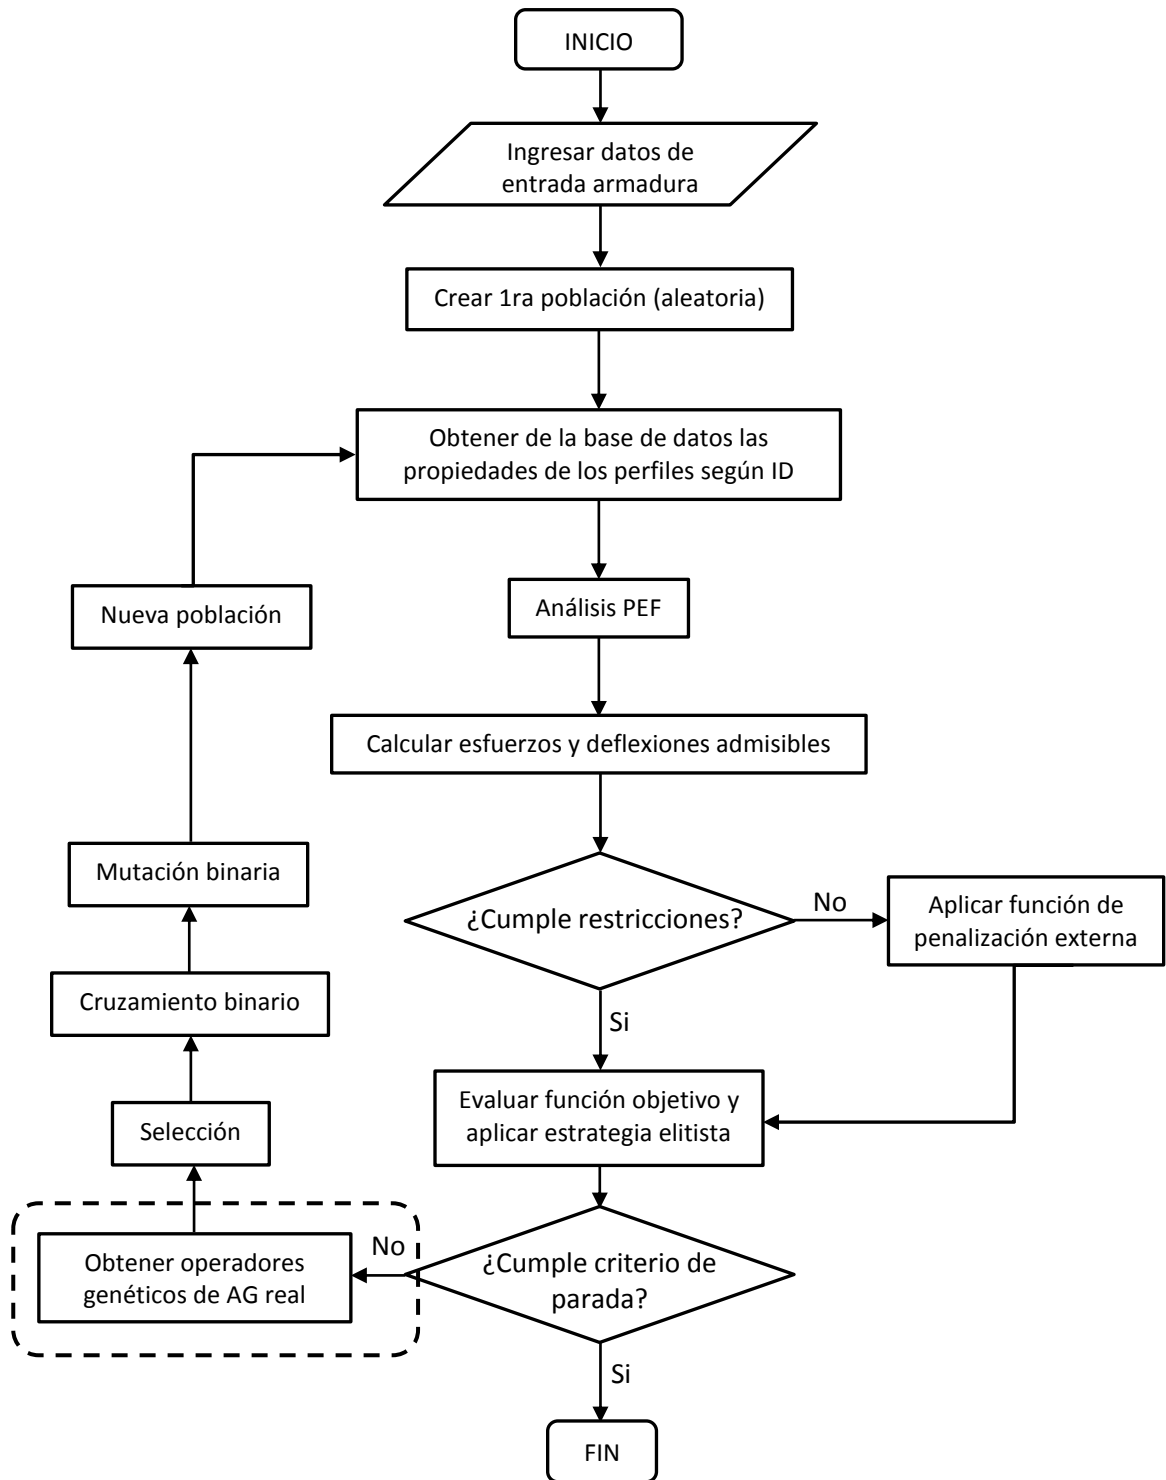 INICIO
Ingresar datos de
entrada armadura
Crear 1ra población (aleatoria)
Obtener de la base de datos las
propiedades de los perfiles según ID
Análisis PEF
Nueva población
Calcular esfuerzos y deflexiones admisibles
Mutación binaria
¿Cumple restricciones?
No
Aplicar función de
penalización externa
Cruzamiento binario
Si
Evaluar función objetivo y
aplicar estrategia elitista
Selección
No
Obtener operadores
genéticos de AG real
¿Cumple criterio de
parada?
Si
FIN